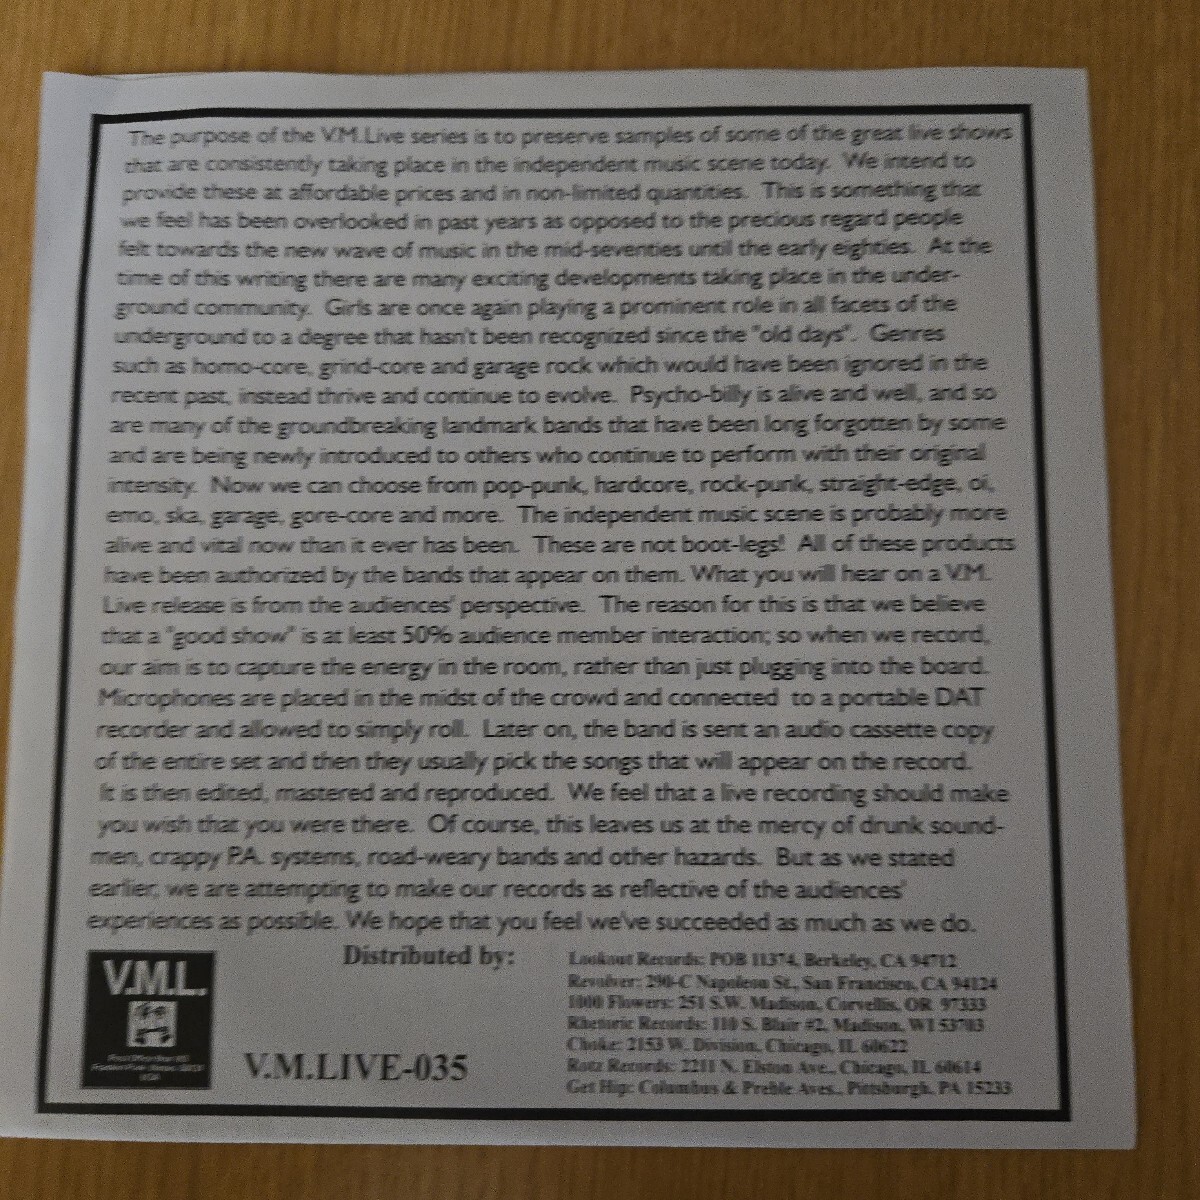 The purpose of the V.M.Live series is to preserve samples of some of the great live shows
that are consistently taking place in the independent music scene today.  We intend to
provide these at affordable prices and in non-limited quantities.  This is something that
we feel has been overlooked in past years as opposed to the precious regard people
felt towards the new wave of music in the mid-seventies until the early eighties.  At the
time of this writing there are many exciting developments taking place in the under-
ground community.  Girls are once again playing a prominent role in all facets of the
underground to a degree that hasn't been recognized since the "old days".  Genres
such as homo-core, grind-core and garage rock which would have been ignored in the
recent past, instead thrive and continue to evolve.  Psycho-billy is alive and well, and so
are many of the groundbreaking landmark bands that have been long forgotten by some
and are being newly introduced to others who continue to perform with their original
intensity.  Now we can choose from pop-punk, hardcore, rock-punk, straight-edge, oi,
emo, ska, garage, gore-core and more.  The independent music scene is probably more
alive and vital now than it ever has been.  These are not boot-legs!  All of these products
have been authorized by the bands that appear on them. What you will hear on a V.M.
Live release is from the audiences' perspective.  The reason for this is that we believe
that a "good show" is at least 50% audience member interaction; so when we record,
our aim is to capture the energy in the room, rather than just plugging into the board.
Microphones are placed in the midst of the crowd and connected  to a portable DAT
recorder and allowed to simply roll.  Later on, the band is sent an audio cassette copy
of the entire set and then they usually pick the songs that will appear on the record.
It is then edited, mastered and reproduced.  We feel that a live recording should make
you wish that you were there.  Of course, this leaves us at the mercy of drunk sound-
men, crappy P.A. systems, road-weary bands and other hazards.  But as we stated
earlier, we are attempting to make our records as reflective of the audiences'
experiences as possible. We hope that you feel we've succeeded as much as we do.
Distributed by:
Lookout Records: POB 11374, Berkeley, CA 94712
Revolver: 290-C Napoleon St., San Francisco, CA 94124
1000 Flowers: 251 S.W. Madison, Corvellis, OR  97333
Rhetoric Records: 110 S. Blair #2, Madison, WI 53703
Choke: 2153 W. Division, Chicago, IL 60622
Rotz Records: 2211 N. Elston Ave., Chicago, IL 60614
Get Hip: Columbus & Preble Aves., Pittsburgh, PA 15233
V.M.L.
V.M.LIVE-035